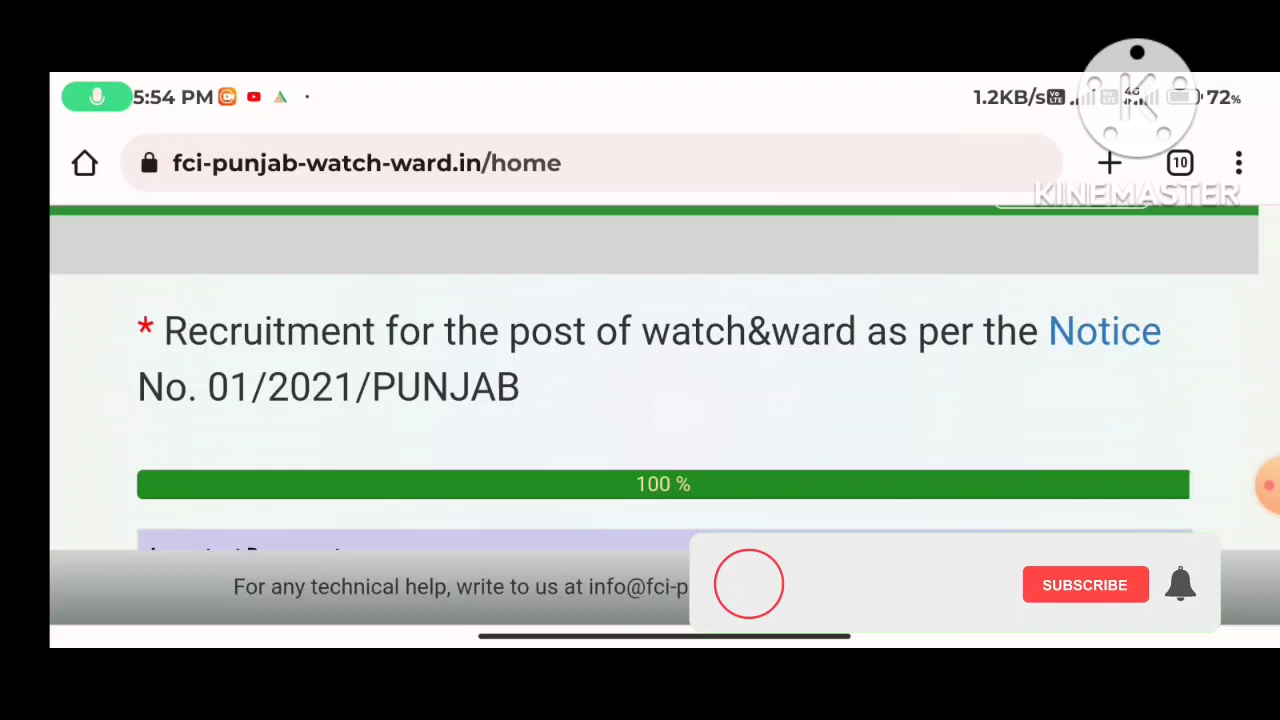 5:54 PM
1.2KB/s
4G
72%
fci-punjab-watch-ward.in/home
10
KINEMASTER
* Recruitment for the post of watch&ward as per the Notice
No. 01/2021/PUNJAB
100 %
For any technical help, write to us at info@fci-p
SUBSCRIBE